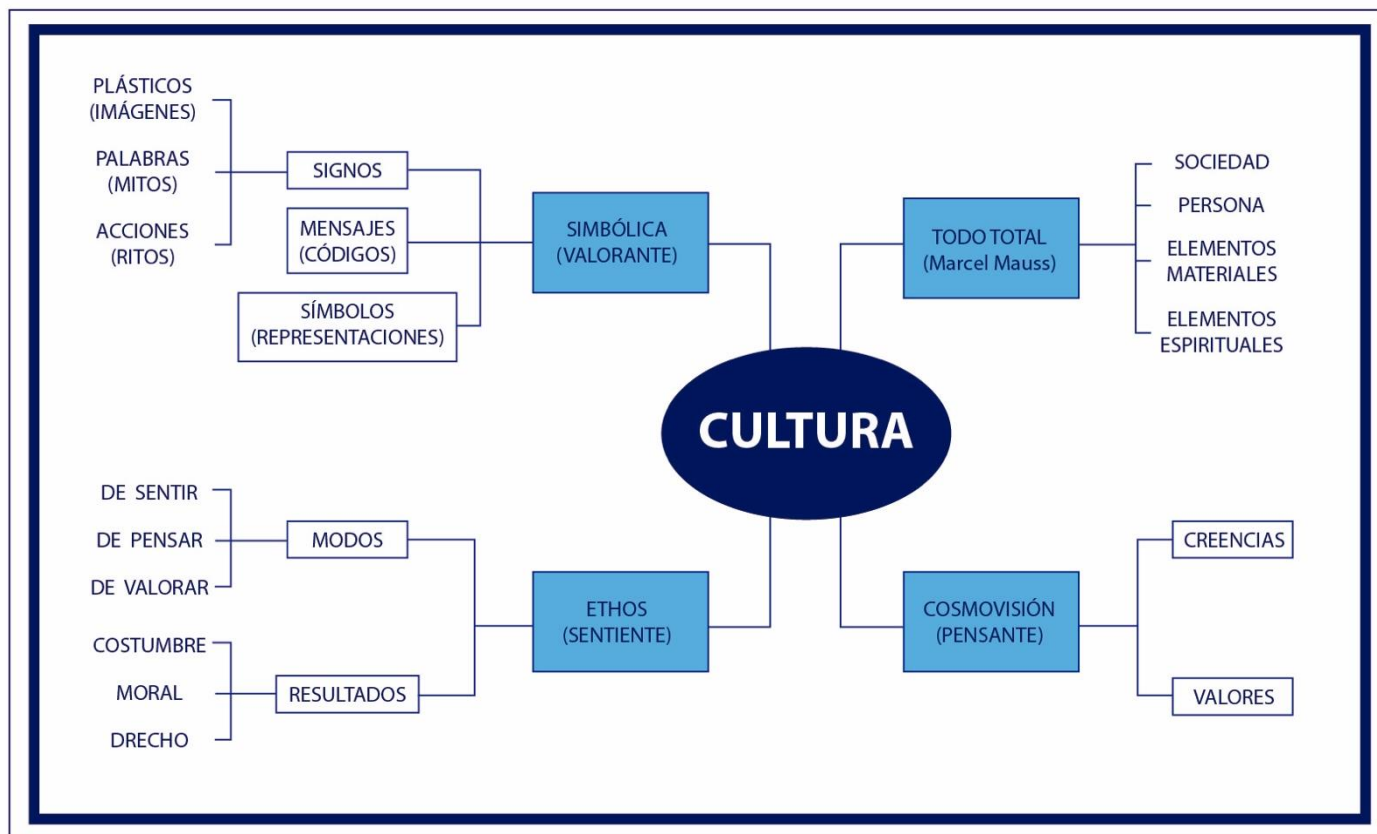 PLÁSTICOS
(IMÁGENES)
PALABRAS
(MITOS)
ACCIONES
(RITOS)
SIGNOS
MENSAJES
(CÓDIGOS)
SÍMBOLOS
(REPRESENTACIONES)
SIMBÓLICA
(VALORANTE)
TODO TOTAL
(Marcel Mauss)
SOCIEDAD
PERSONA
ELEMENTOS
MATERIALES
ELEMENTOS
ESPIRITUALES
CULTURA
DE SENTIR
DE PENSAR
DE VALORAR
MODOS
COSTUMBRE
MORAL
DRECHO
RESULTADOS
ETHOS
(SENTIENTE)
COSMOVISIÓN
(PENSANTE)
CREENCIAS
VALORES